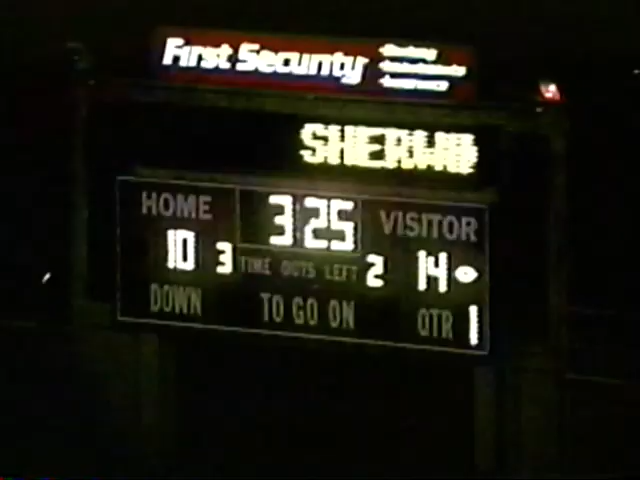 First Security
SHERWO
HOME 3:25 VISITOR
10 3 TIME OUTS LEFT 2 14
DOWN TO GO ON QTR 1